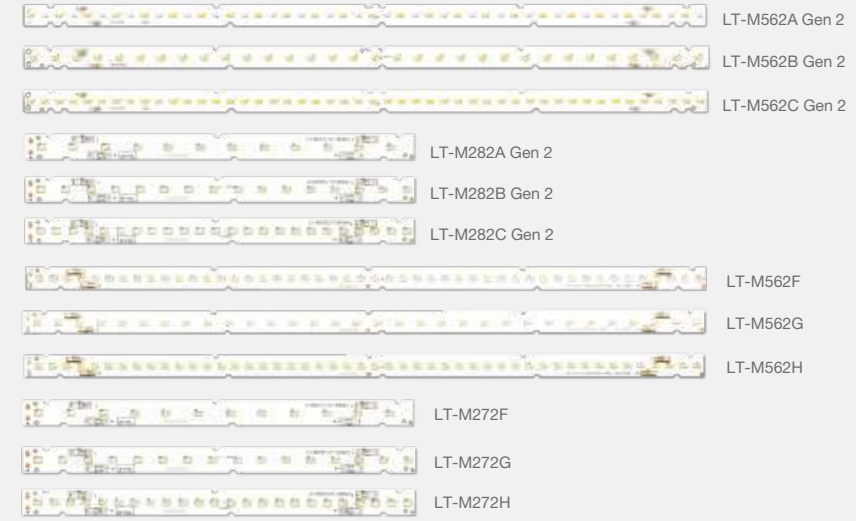 LT-M562A Gen 2
LT-M562B Gen 2
LT-M562C Gen 2
LT-M282A Gen 2
LT-M282B Gen 2
LT-M282C Gen 2
LT-M562F
LT-M562G
LT-M562H
LT-M272F
LT-M272G
LT-M272H